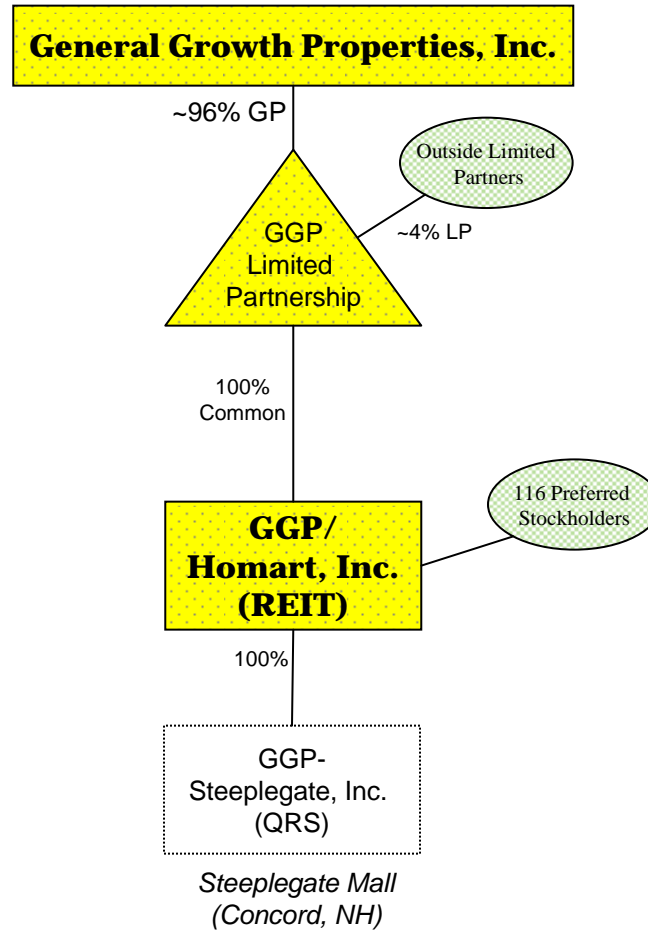 General Growth Properties, Inc.
~96% GP
Outside Limited
Partners
~4% LP
GGP
Limited
Partnership
100%
Common
116 Preferred
Stockholders
GGP/
Homart, Inc.
(REIT)
100%
GGP-
Steeplegate, Inc.
(QRS)
Steeplegate Mall
(Concord, NH)